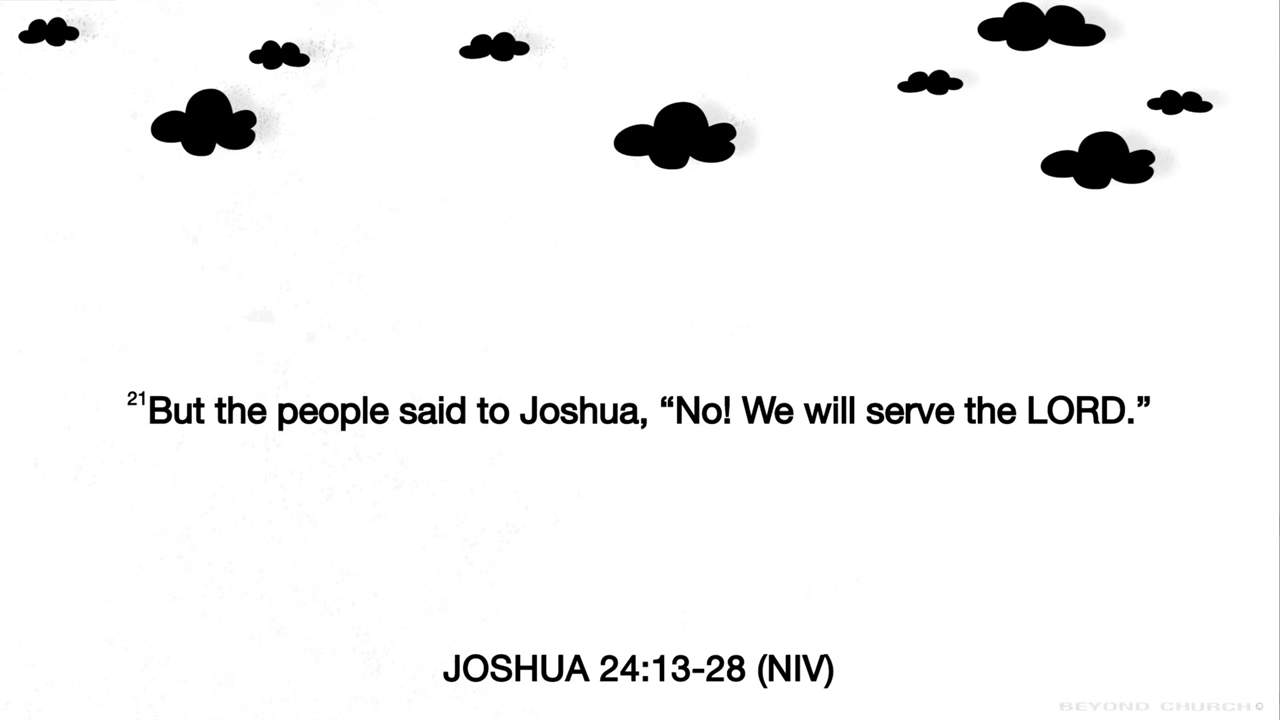 ²¹But the people said to Joshua, “No! We will serve the LORD.”
JOSHUA 24:13-28 (NIV)
BEYOND CHURCH©